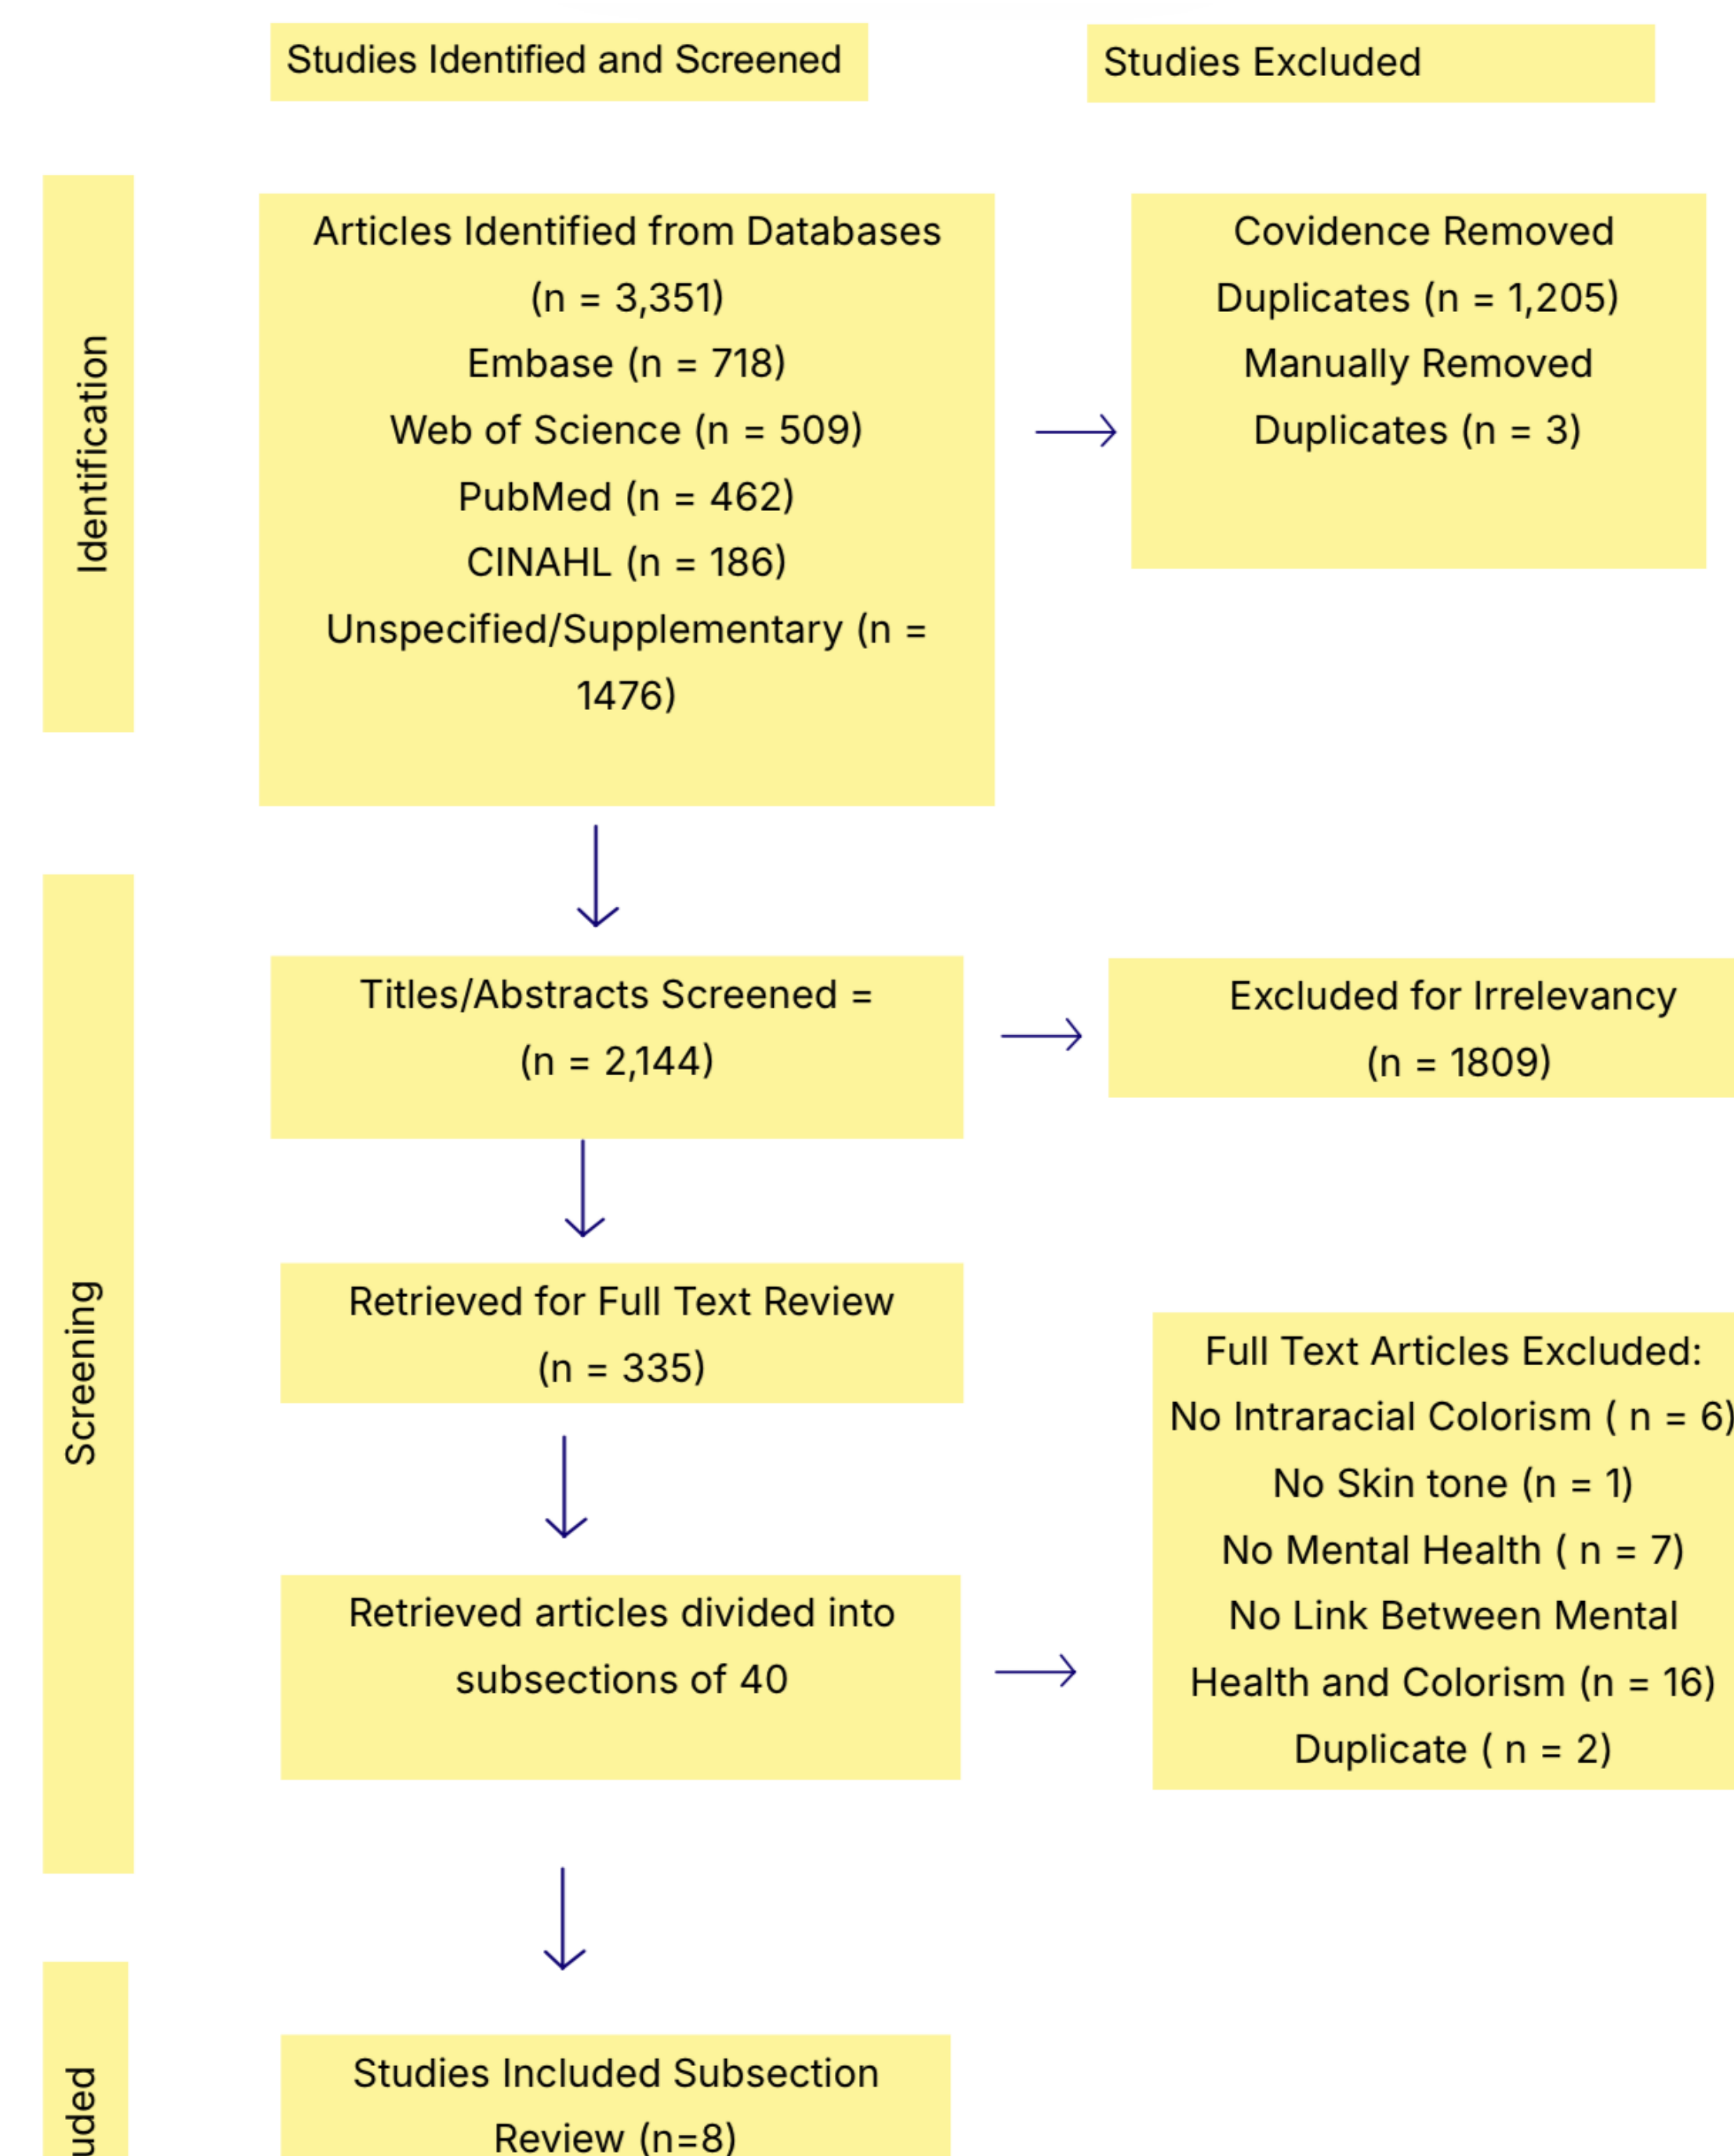 Studies Identified and Screened
Studies Excluded
Identification
Articles Identified from Databases
(n = 3,351)
Embase (n = 718)
Web of Science (n = 509)
PubMed (n = 462)
CINAHL (n = 186)
Unspecified/Supplementary (n =
1476)
Covidence Removed
Duplicates (n = 1,205)
Manually Removed
Duplicates (n = 3)
Screening
Titles/Abstracts Screened =
(n = 2,144)
Excluded for Irrelevancy
(n = 1809)
Retrieved for Full Text Review
(n = 335)
Retrieved articles divided into
subsections of 40
Full Text Articles Excluded:
No Intraracial Colorism ( n = 6)
No Skin tone (n = 1)
No Mental Health ( n = 7)
No Link Between Mental
Health and Colorism (n = 16)
Duplicate ( n = 2)
Studies Included Subsection
Review (n=8)